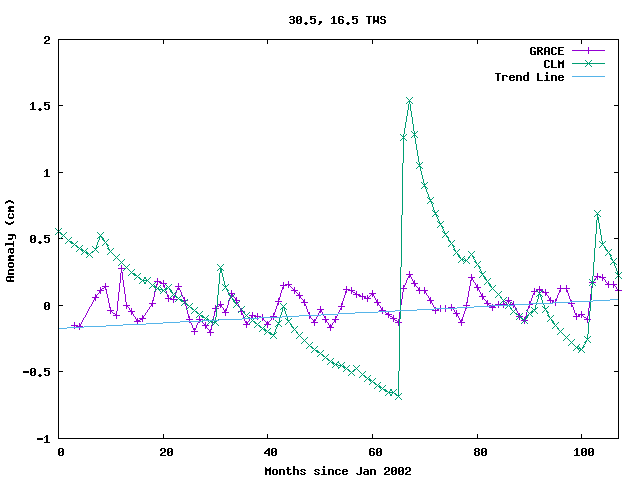 30.5, 16.5 TWS
GRACE
CLM
Trend Line
Anomaly (cm)
2
1.5
1
0.5
0
-0.5
-1
0 20 40 60 80 100
Months since Jan 2002